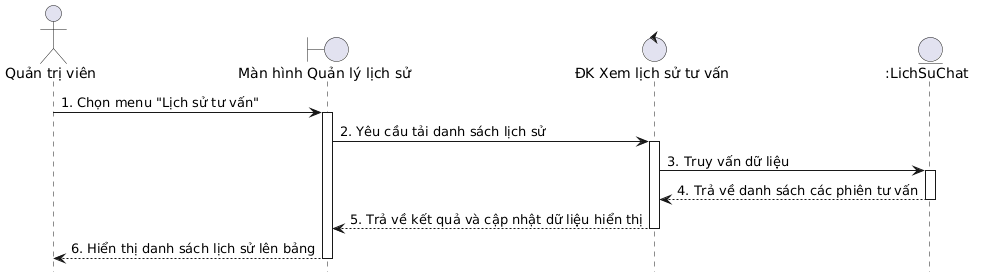 Quản trị viên
Màn hình Quản lý lịch sử
ĐK Xem lịch sử tư vấn
:LichSuChat
1. Chọn menu "Lịch sử tư vấn"
2. Yêu cầu tải danh sách lịch sử
3. Truy vấn dữ liệu
4. Trả về danh sách các phiên tư vấn
5. Trả về kết quả và cập nhật dữ liệu hiển thị
6. Hiển thị danh sách lịch sử lên bảng